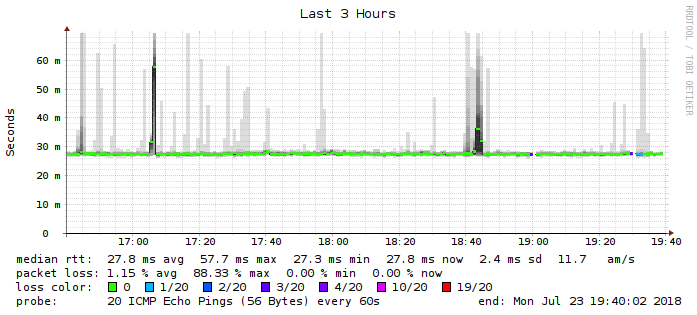 Last 3 Hours
RRDTOOL / TOBI OETIKER
Seconds
60 m
50 m
40 m
30 m
20 m
10 m
0
17:00 17:20 17:40 18:00 18:20 18:40 19:00 19:20 19:40
median rtt: 27.8 ms avg 57.7 ms max 27.3 ms min 27.8 ms now 2.4 ms sd 11.7 am/s
packet loss: 1.15 % avg 88.33 % max 0.00 % min 0.00 % now
loss color: 0 1/20 2/20 3/20 4/20 10/20 19/20
probe: 20 ICMP Echo Pings (56 Bytes) every 60s end: Mon Jul 23 19:40:02 2018